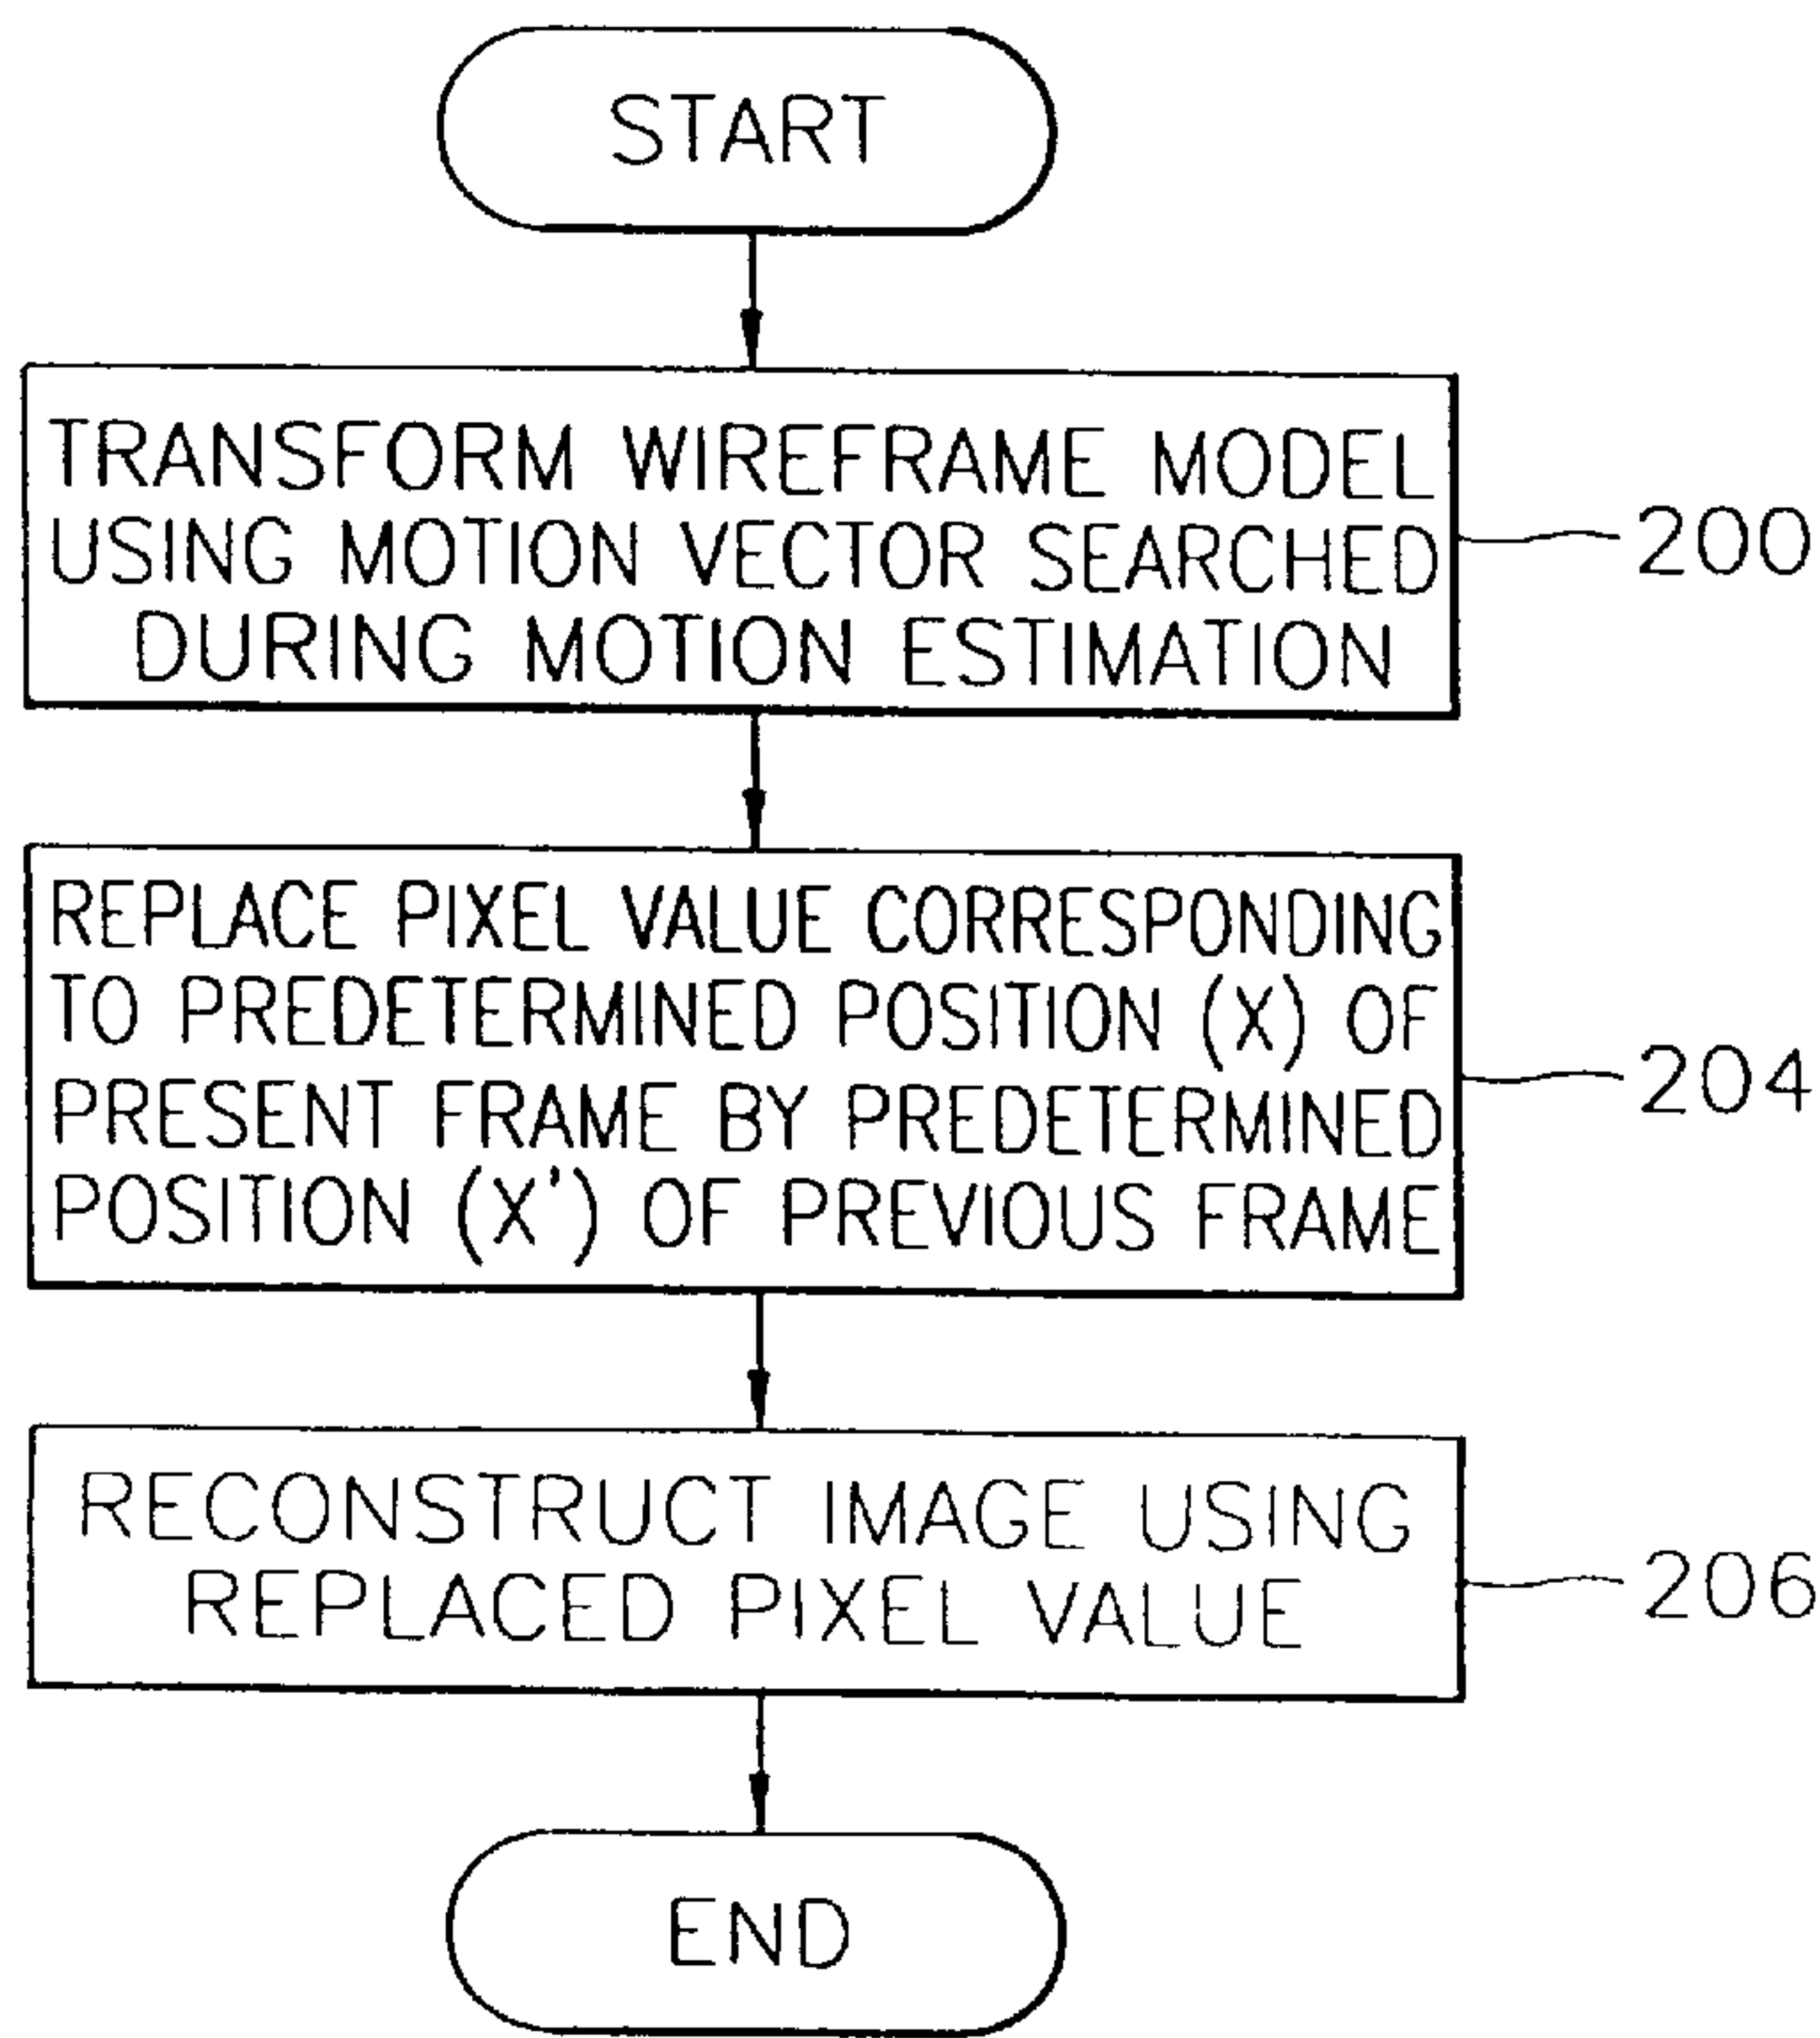 START
TRANSFORM WIREFRAME MODEL
USING MOTION VECTOR SEARCHED
DURING MOTION ESTIMATION
200
REPLACE PIXEL VALUE CORRESPONDING
TO PREDETERMINED POSITION (X) OF
PRESENT FRAME BY PREDETERMINED
POSITION (X') OF PREVIOUS FRAME
204
RECONSTRUCT IMAGE USING
REPLACED PIXEL VALUE
206
END